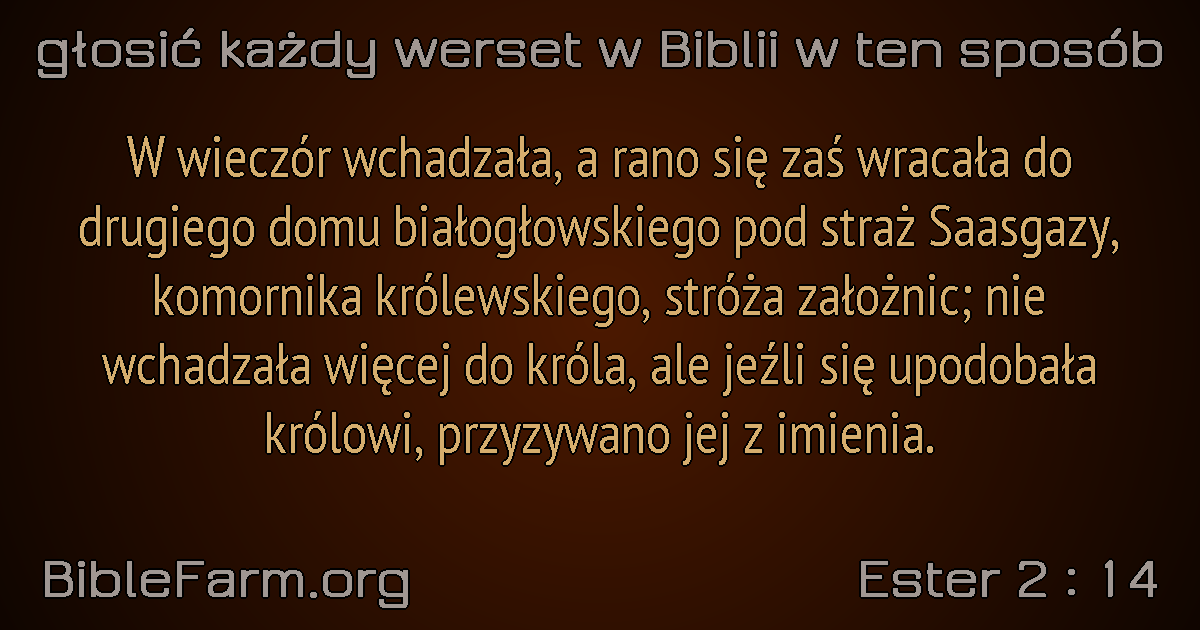 głosić każdy werset w Biblii w ten sposób
W wieczór wchadzała, a rano się zaś wracała do
drugiego domu białogłowskiego pod straż Saasgazy,
komornika królewskiego, stróża założnic; nie
wchadzała więcej do króla, ale jeźli się upodobała
królowi, przyzywano jej z imienia.
BibleFarm.org
Ester 2 : 14